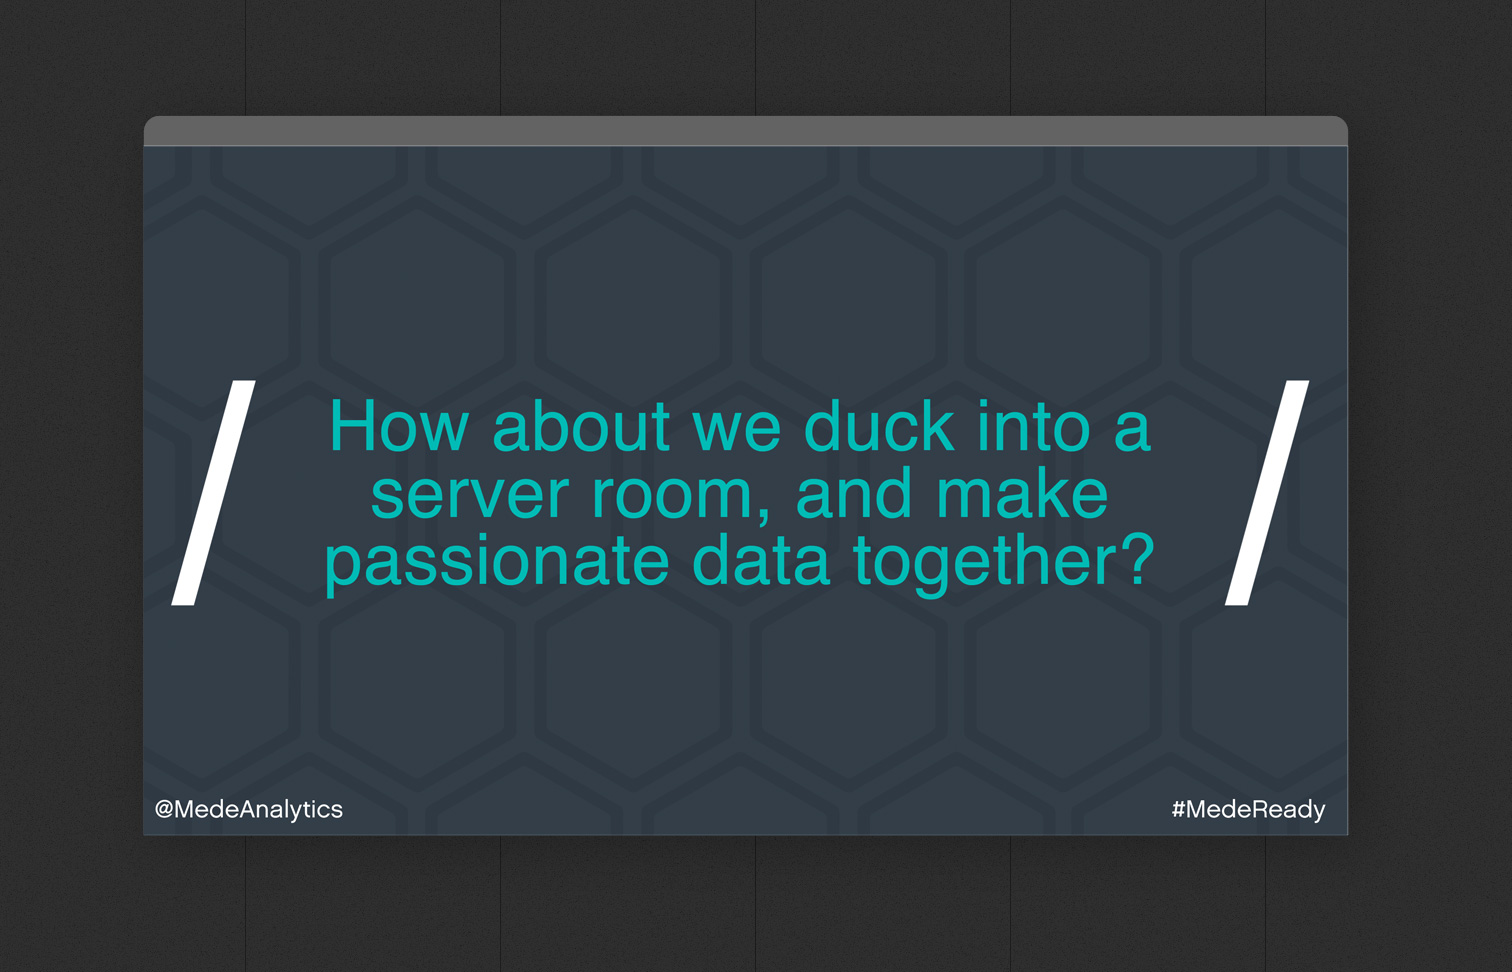 How about we duck into a
server room, and make
passionate data together?
@MedeAnalytics
#MedeReady